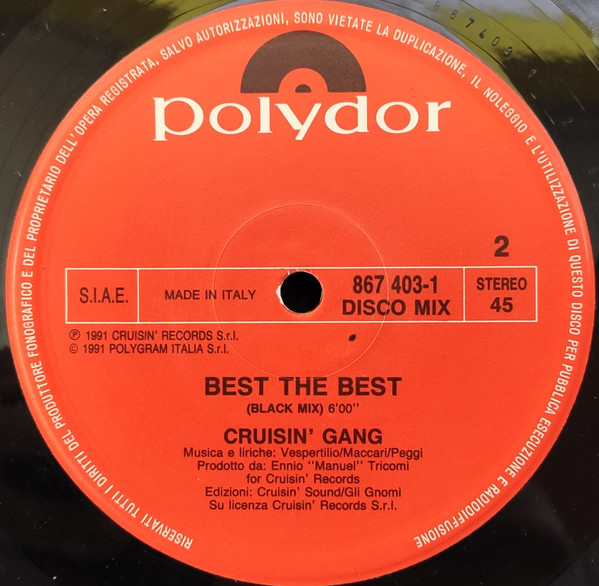 RISERVATI TUTTI I DIRITTI DEL PRODUTTORE FONOGRAFICO E DEL PROPRIETARIO DELL'OPERA REGISTRATA, SALVO AUTORIZZAZIONI, SONO VIETATE LA DUPLICAZIONE, IL NOLEGGIO E L'UTILIZZAZIONE DI QUESTO DISCO PER PUBBLICA ESECUZIONE E RADIODIFFUSIONE
polydor
2
S.I.A.E.
MADE IN ITALY
867 403-1
DISCO MIX
STEREO
45
℗ 1991 CRUISIN' RECORDS S.r.l.
© 1991 POLYGRAM ITALIA S.r.l.
BEST THE BEST
(BLACK MIX) 6'00''
CRUISIN' GANG
Musica e liriche: Vespertilio/Maccari/Peggi
Prodotto da: Ennio "Manuel" Tricomi
for Cruisin' Records
Edizioni: Cruisin' Sound/Gli Gnomi
Su licenza Cruisin' Records S.r.l.